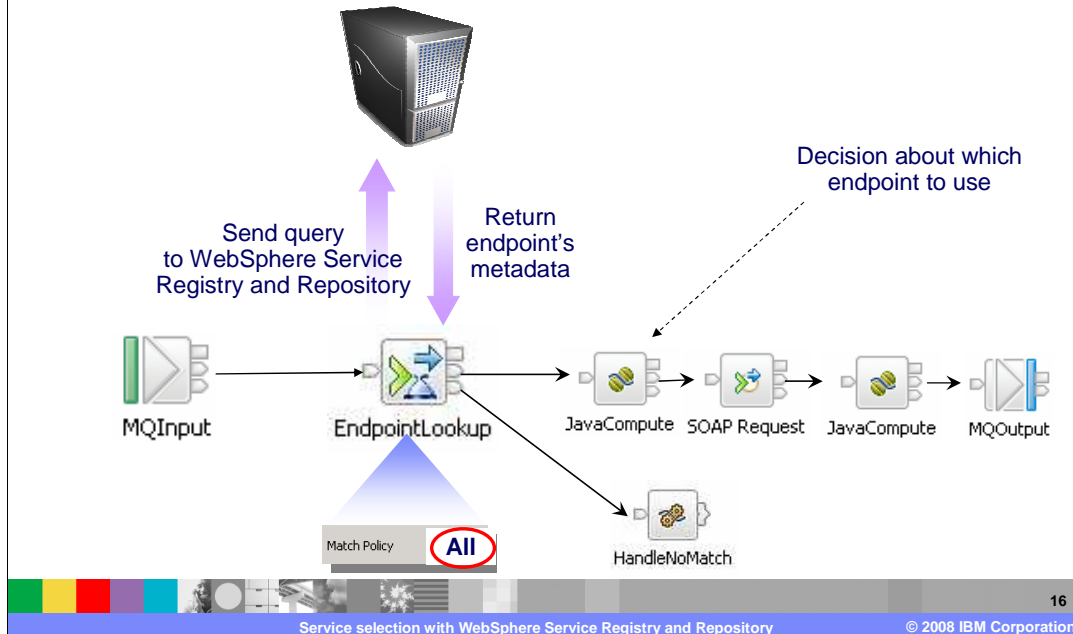 Decision about which
endpoint to use
Send query
to WebSphere Service
Registry and Repository
Return
endpoint's
metadata
MQInput
EndpointLookup
JavaCompute
SOAP Request
JavaCompute
MQOutput
Match Policy
All
HandleNoMatch
16
Service selection with WebSphere Service Registry and Repository
© 2008 IBM Corporation